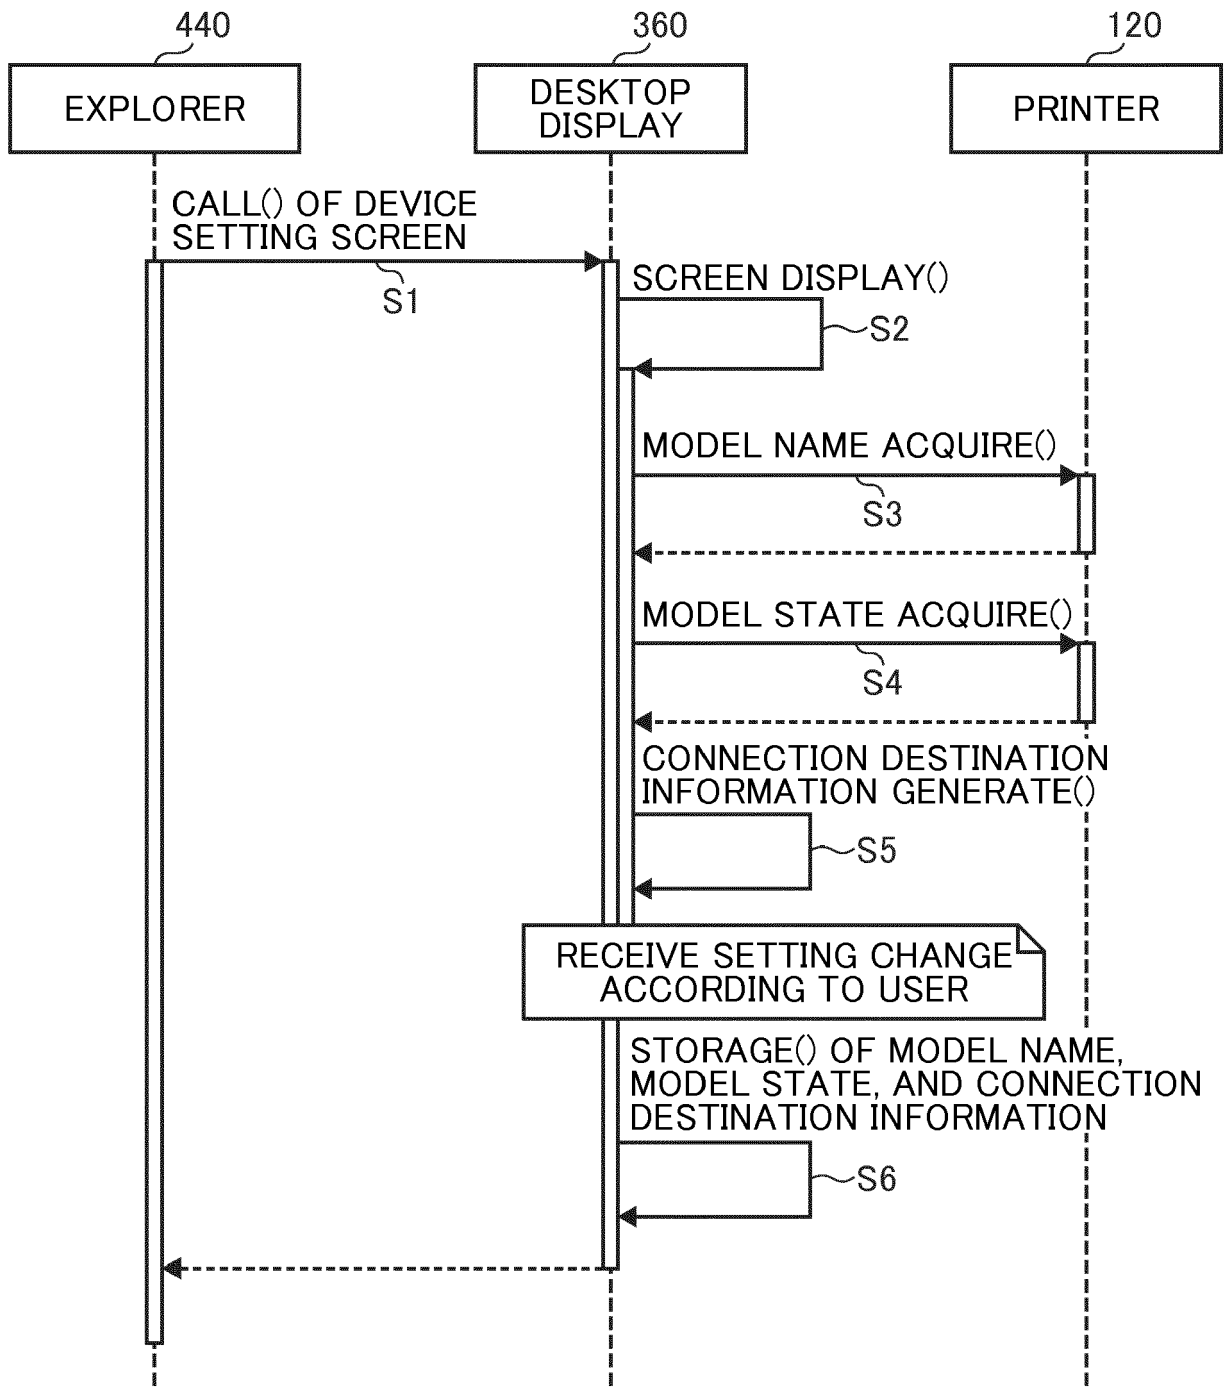 440
360
120
EXPLORER
DESKTOP
DISPLAY
PRINTER
CALL() OF DEVICE
SETTING SCREEN
S1
SCREEN DISPLAY()
S2
MODEL NAME ACQUIRE()
S3
MODEL STATE ACQUIRE()
S4
CONNECTION DESTINATION
INFORMATION GENERATE()
S5
RECEIVE SETTING CHANGE
ACCORDING TO USER
STORAGE() OF MODEL NAME,
MODEL STATE, AND CONNECTION
DESTINATION INFORMATION
S6